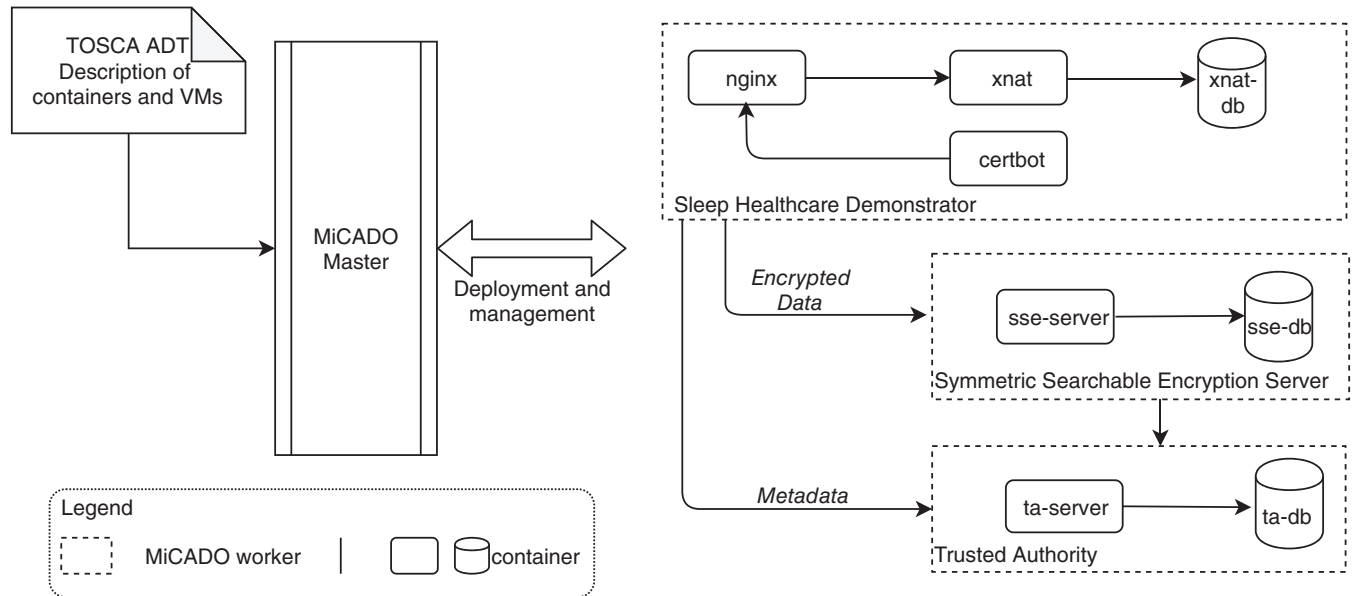 TOSCA ADT
Description of
containers and VMs
MiCADO
Master
Deployment and
management
nginx
xnat
xnat-
db
certbot
Sleep Healthcare Demonstrator
Encrypted
Data
sse-server
sse-db
Symmetric Searchable Encryption Server
Metadata
ta-server
ta-db
Trusted Authority
Legend
MiCADO worker
container